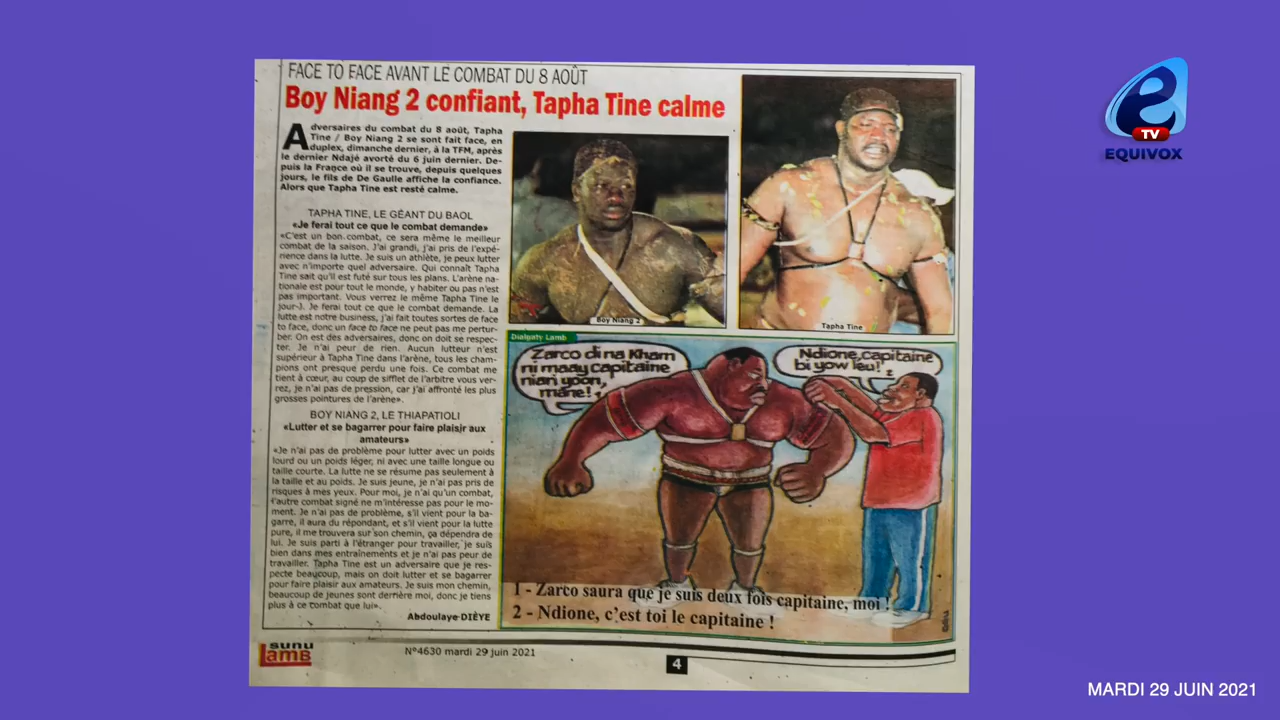 FACE TO FACE AVANT LE COMBAT DU 8 AOÛT
Boy Niang 2 confiant, Tapha Tine calme
Adversaires du combat du 8 août, Tapha
Tine / Boy Niang 2 se sont fait face, en
duplex, dimanche dernier, à la TFM, après
le dernier Ndajé avorté du 6 juin dernier. De-
puis la France où il se trouve, depuis quelques
jours, le fils de De Gaulle affiche la confiance.
Alors que Tapha Tine est resté calme.
TAPHA TINE, LE GÉANT DU BAOL
«Je ferai tout ce que le combat demande»
«C'est un bon combat, ce sera même le meilleur
combat de la saison. J'ai grandi, j'ai pris de l'expé-
rience dans la lutte. Je suis un athlète, je peux lutter
avec n'importe quel adversaire. Qui connaît Tapha
Tine sait qu'il est futé sur tous les plans. L'arène na-
tionale est pour tout le monde, y habiter ou pas n'est
pas important. Vous verrez le même Tapha Tine le
jour-J. Je ferai tout ce que le combat demande. La
lutte est notre business, j'ai fait toutes sortes de face
to face, donc un face to face ne peut pas me pertur-
ber. On est des adversaires, donc on doit se respec-
ter. Je n'ai peur de rien. Aucun lutteur n'est
supérieur à Tapha Tine dans l'arène, tous les cham-
pions ont presque perdu une fois. Ce combat me
tient à cœur, au coup de sifflet de l'arbitre vous ver-
rez, je n'ai pas de pression, car j'ai affronté les plus
grosses pointures de l'arène».
BOY NIANG 2, LE THIAPATIOLI
«Lutter et se bagarrer pour faire plaisir aux
amateurs»
«Je n'ai pas de problème pour lutter avec un poids
lourd ou un poids léger, ni avec une taille longue ou
taille courte. La lutte ne se résume pas seulement à
la taille et au poids. Je suis jeune, je n'ai pas pris de
risques à mes yeux. Pour moi, je n'ai qu'un combat,
l'autre combat signé ne m'intéresse pas pour le mo-
ment. Je n'ai pas de problème, s'il vient pour la ba-
garre, il aura du répondant, et s'il vient pour la lutte
pure, il me trouvera sur son chemin, ça dépendra de
lui. Je suis parti à l'étranger pour travailler, je suis
bien dans mes entraînements et je n'ai pas peur de
travailler. Tapha Tine est un adversaire que je res-
pecte beaucoup, mais on doit lutter et se bagarrer
pour faire plaisir aux amateurs. Je suis mon chemin,
beaucoup de jeunes sont derrière moi, donc je tiens
plus à ce combat que lui».
Abdoulaye DIÈYE
Boy Niang 2
Tapha Tine
Dialgaty Lamb
Zarco dina Kham
ni maay capitaine
niari yoon,
mane!
Ndione, capitaine
bi yow leu!
1 - Zarco saura que je suis deux fois capitaine, moi !
2 - Ndione, c'est toi le capitaine !
sunu
Lamb
N°4630 mardi 29 juin 2021
4
e
TV
EQUIVOX
MARDI 29 JUIN 2021